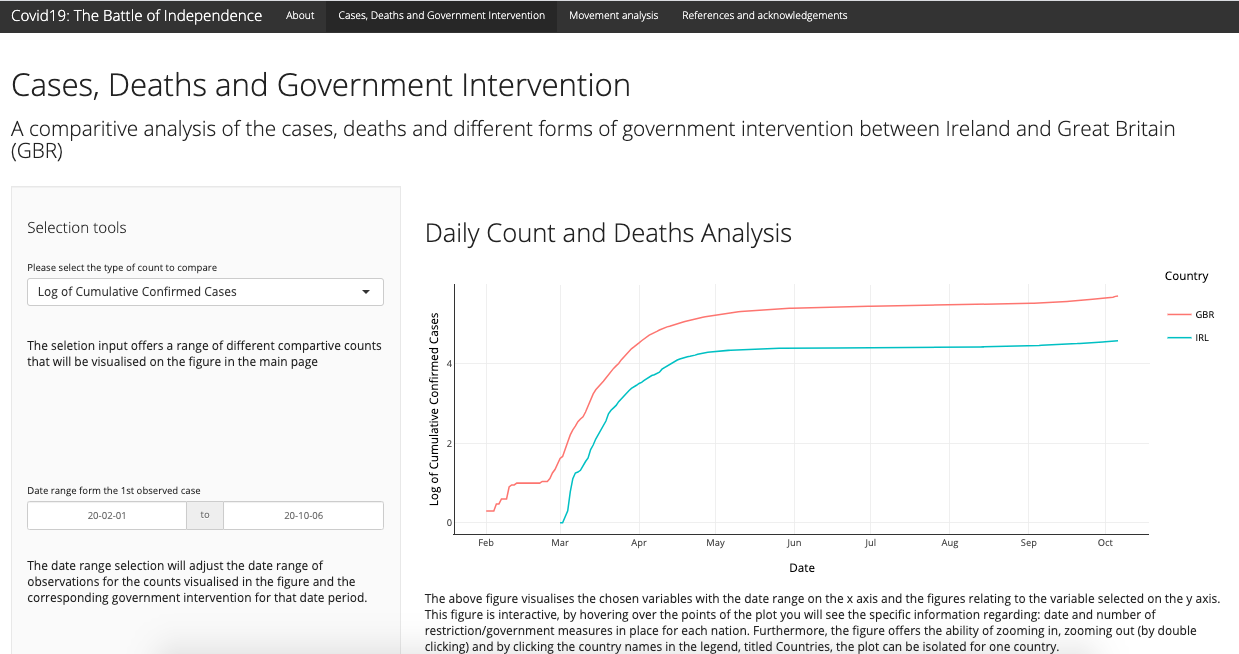 Covid19: The Battle of Independence About Cases, Deaths and Government Intervention Movement analysis References and acknowledgements
Cases, Deaths and Government Intervention
A comparitive analysis of the cases, deaths and different forms of government intervention between Ireland and Great Britain
(GBR)
Selection tools
Please select the type of count to compare
Log of Cumulative Confirmed Cases
The seletion input offers a range of different compartive counts
that will be visualised on the figure in the main page
Date range form the 1st observed case
20-02-01 to 20-10-06
The date range selection will adjust the date range of
observations for the counts visualised in the figure and the
corresponding government intervention for that date period.
Daily Count and Deaths Analysis
Log of Cumulative Confirmed Cases
4
2
0
Feb Mar Apr May Jun Jul Aug Sep Oct
Date
Country
GBR
IRL
The above figure visualises the chosen variables with the date range on the x axis and the figures relating to the variable selected on the y axis.
This figure is interactive, by hovering over the points of the plot you will see the specific information regarding: date and number of
restriction/government measures in place for each nation. Furthermore, the figure offers the ability of zooming in, zooming out (by double
clicking) and by clicking the country names in the legend, titled Countries, the plot can be isolated for one country.